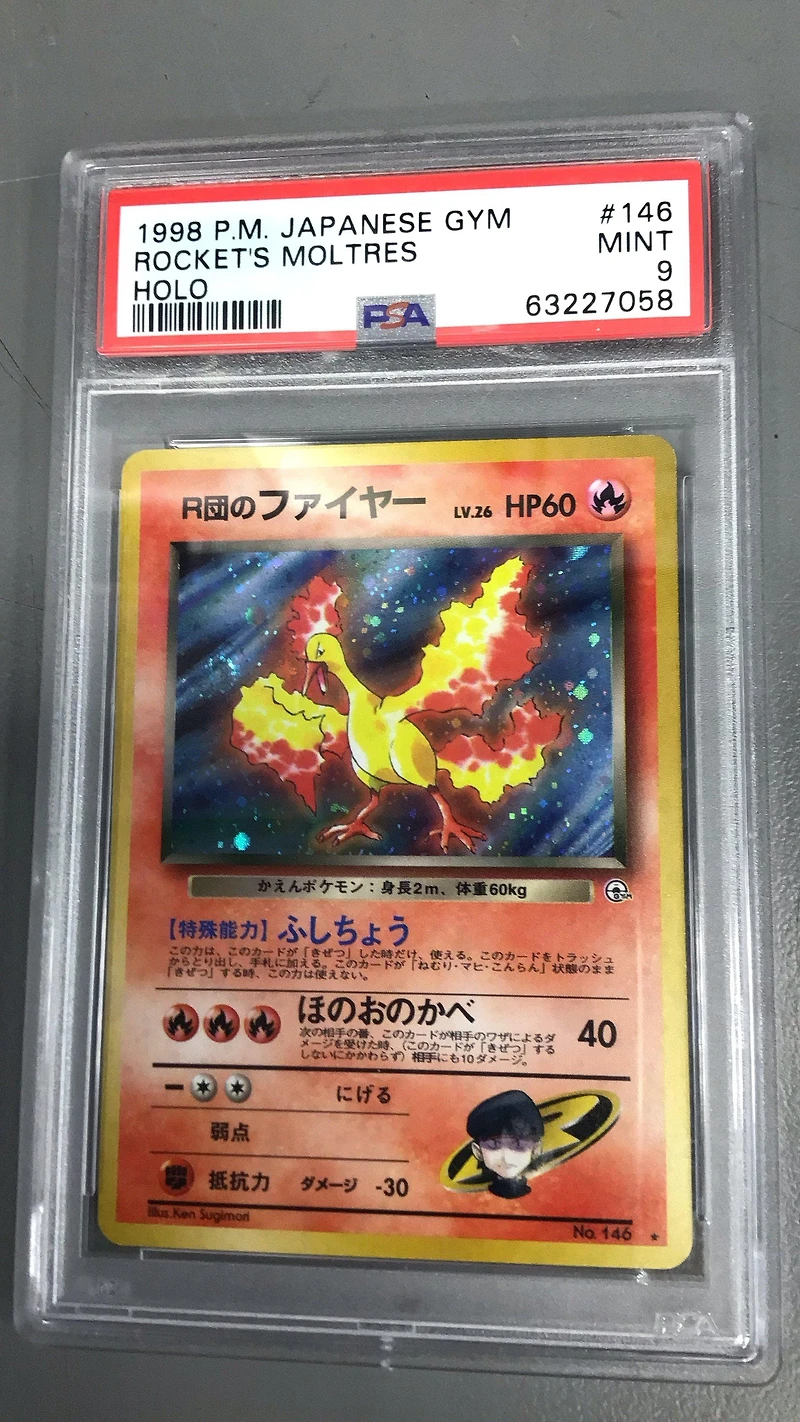 1998 P.M. JAPANESE GYM #146
ROCKET'S MOLTRES MINT
HOLO 9
PSA 63227058
R団のファイヤー LV.26 HP60
かえんポケモン：身長2m、体重60kg
【特殊能力】ふしちょう
この力は、このカードが「きぜつ」した時だけ、使える。このカードをトラッシュ
からとり出し、手札に加える。このカードが「ねむり・マヒ・こんらん」状態のまま
「きぜつ」する時、この力は使えない。
ほのおのかべ 40
次の相手の番、このカードが相手のワザによるダ
メージを受けた時、（このカードが「きぜつ」する
しないにかかわらず）相手にも10ダメージ。
にげる
弱点
抵抗力 ダメージ -30
Illus. Ken Sugimori
No. 146 ★
PSA